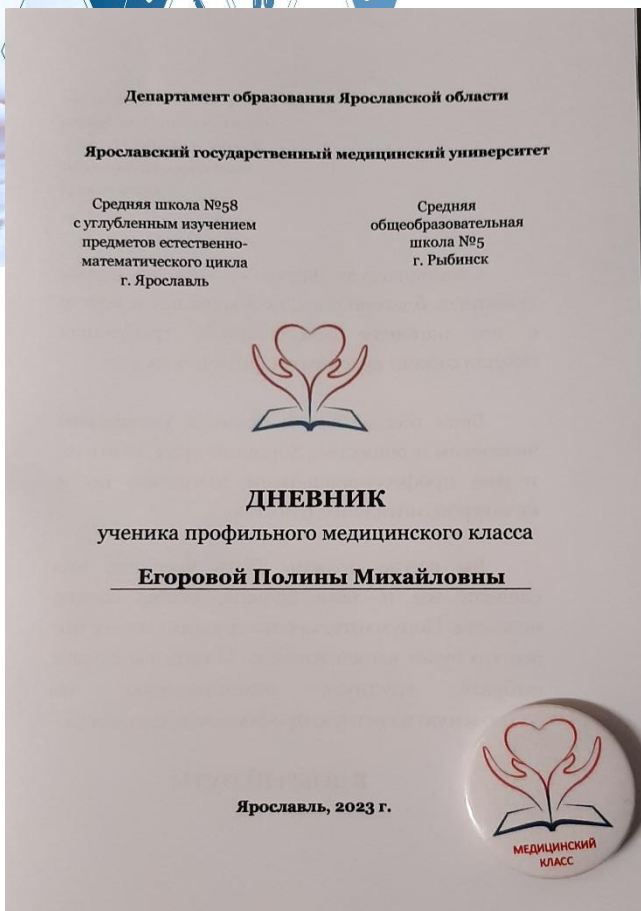 Департамент образования Ярославской области
Ярославский государственный медицинский университет
Средняя школа №58
с углубленным изучением
предметов естественно-
математического цикла
г. Ярославль
Средняя
общеобразовательная
школа №5
г. Рыбинск
ДНЕВНИК
ученика профильного медицинского класса
Егоровой Полины Михайловны
Ярославль, 2023 г.
МЕДИЦИНСКИЙ
КЛАСС